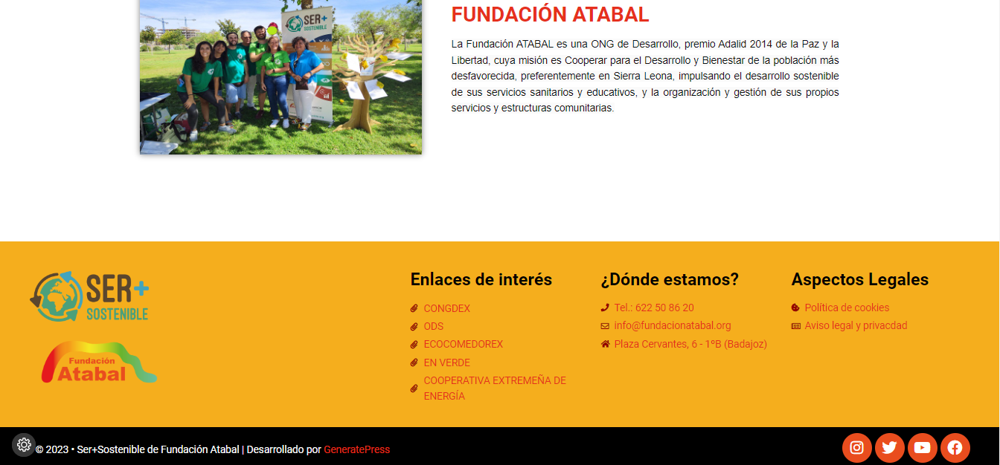 SER+
SOSTENIBLE
FUNDACIÓN ATABAL
La Fundación ATABAL es una ONG de Desarrollo, premio Adalid 2014 de la Paz y la
Libertad, cuya misión es Cooperar para el Desarrollo y Bienestar de la población más
desfavorecida, preferentemente en Sierra Leona, impulsando el desarrollo sostenible
de sus servicios sanitarios y educativos, y la organización y gestión de sus propios
servicios y estructuras comunitarias.
SER+
SOSTENIBLE
Fundación
Atabal
Enlaces de interés
CONGDEX
ODS
ECOCOMEDOREX
EN VERDE
COOPERATIVA EXTREMEÑA DE
ENERGÍA
¿Dónde estamos?
Tel.: 622 50 86 20
info@fundacionatabal.org
Plaza Cervantes, 6 - 1ºB (Badajoz)
Aspectos Legales
Política de cookies
Aviso legal y privacdad
© 2023 • Ser+Sostenible de Fundación Atabal | Desarrollado por GeneratePress